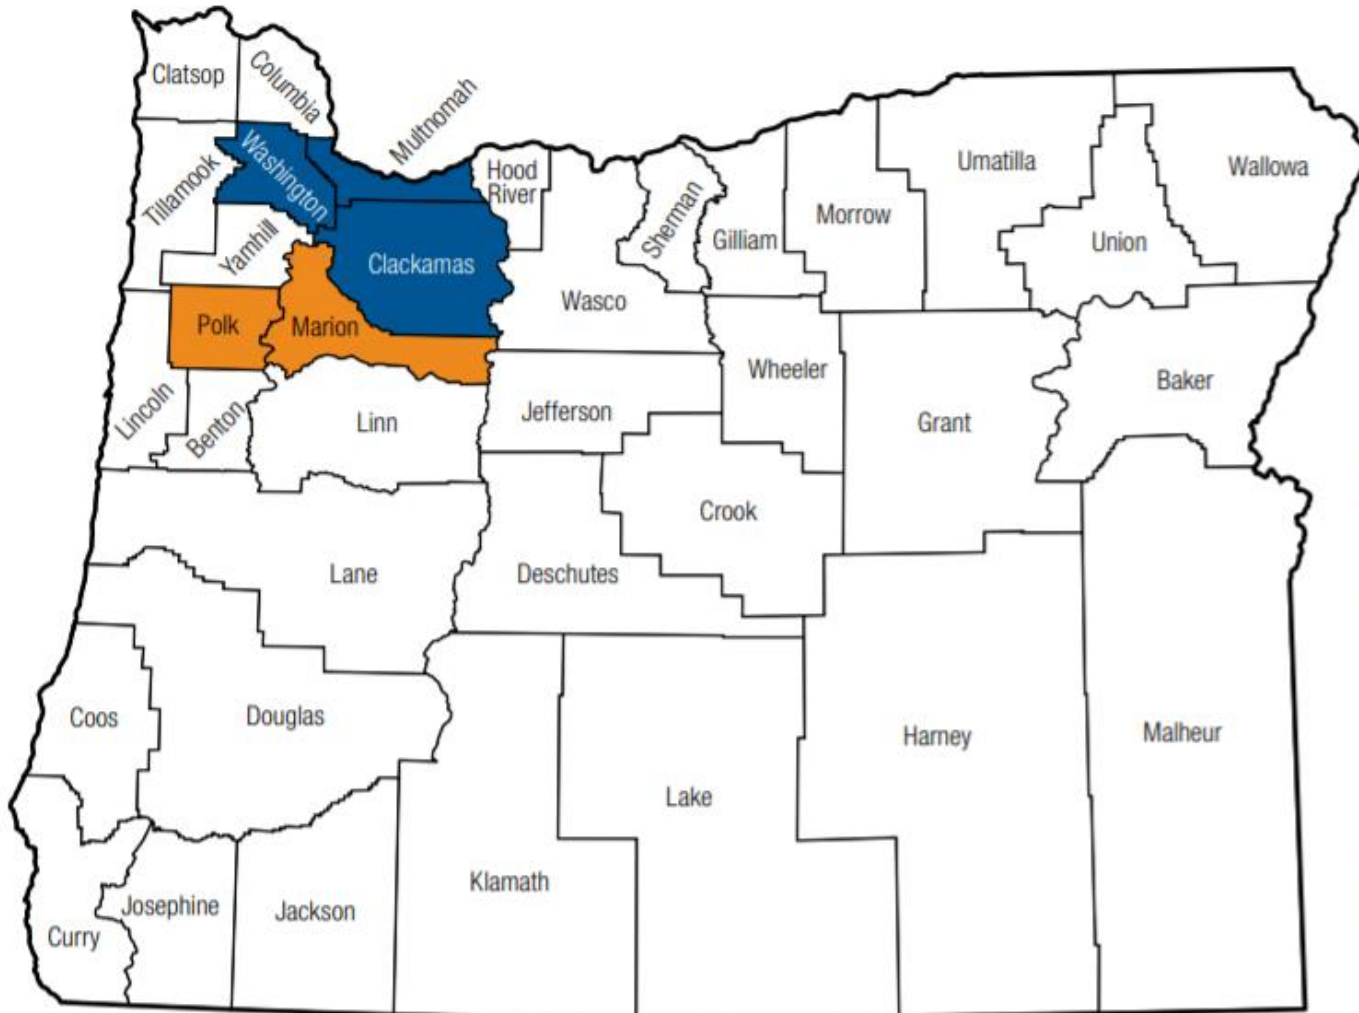 Clatsop
Columbia
Multnomah
Washington
Tillamook
Hood
River
Sherman
Gilliam
Morrow
Umatilla
Wallowa
Union
Yamhill
Clackamas
Wasco
Polk
Marion
Wheeler
Baker
Lincoln
Benton
Linn
Jefferson
Grant
Crook
Lane
Deschutes
Coos
Douglas
Harney
Malheur
Lake
Klamath
Josephine
Jackson
Curry